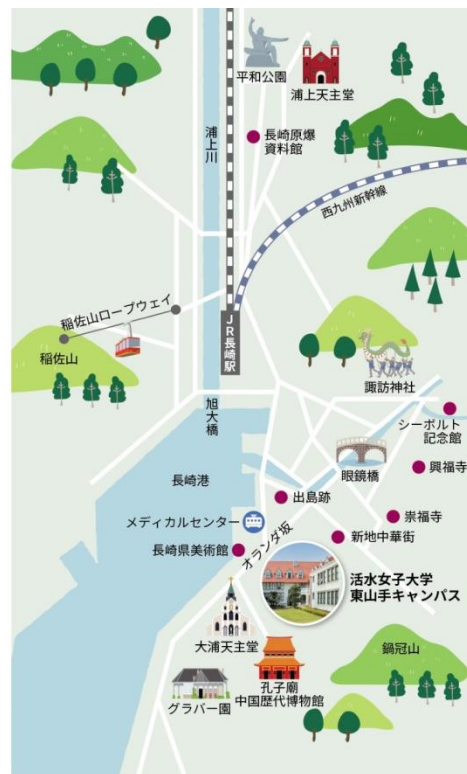 平和公園
浦上天主堂
浦上川
長崎原爆
資料館
西九州新幹線
稲佐山ロープウェイ
稲佐山
JR長崎駅
諏訪神社
旭大橋
シーボルト
記念館
眼鏡橋
興福寺
長崎港
出島跡
崇福寺
メディカルセンター
新地中華街
長崎県美術館
オランダ坂
活水女子大学
東山手キャンパス
大浦天主堂
鍋冠山
孔子廟
中国歴代博物館
グラバー園